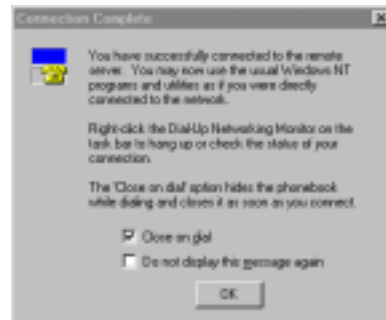 Connection Complete
You have successfully connected to the remote
server. You may now use the usual Windows NT
programs and utilities as if you were directly
connected to the network.
Right-click the Dial-Up Networking Monitor on the
task bar to hang up or check the status of your
connection.
The 'Close on dial' option hides the phonebook
while dialing and closes it as soon as you connect.
Close on dial
Do not display this message again
OK